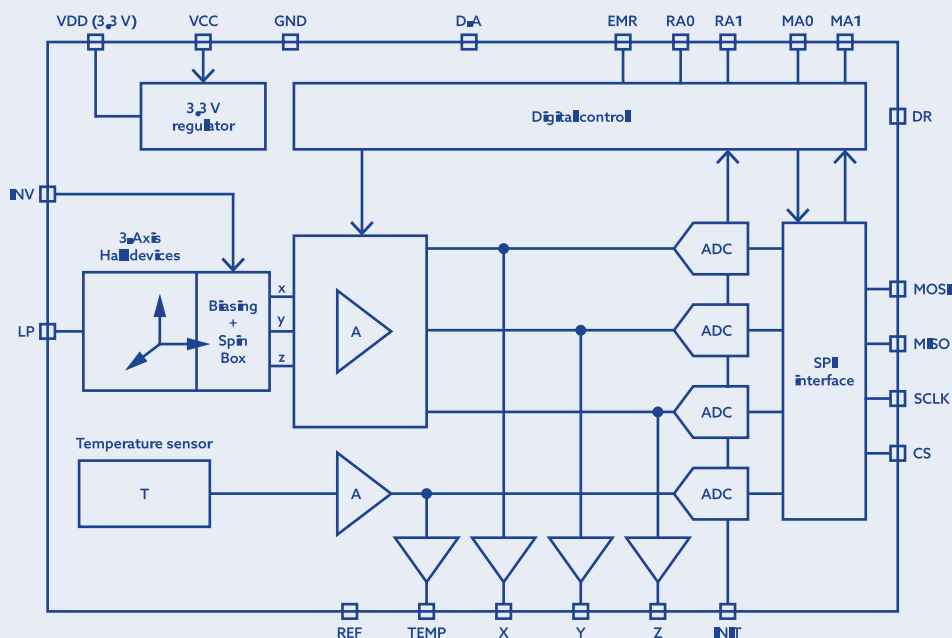 VDD (3.3 V) VCC GND D.A EMR RA0 RA1 MA0 MA1
3.3 V
regulator
Digital control
DR
INV
3-Axis
Hall devices
LP
x
y
z
Biasing
+
Spin
Box
A
ADC
ADC
ADC
ADC
SPI
interface
MOSI
MISO
SCLK
CS
Temperature sensor
T
A
REF TEMP X Y Z INIT